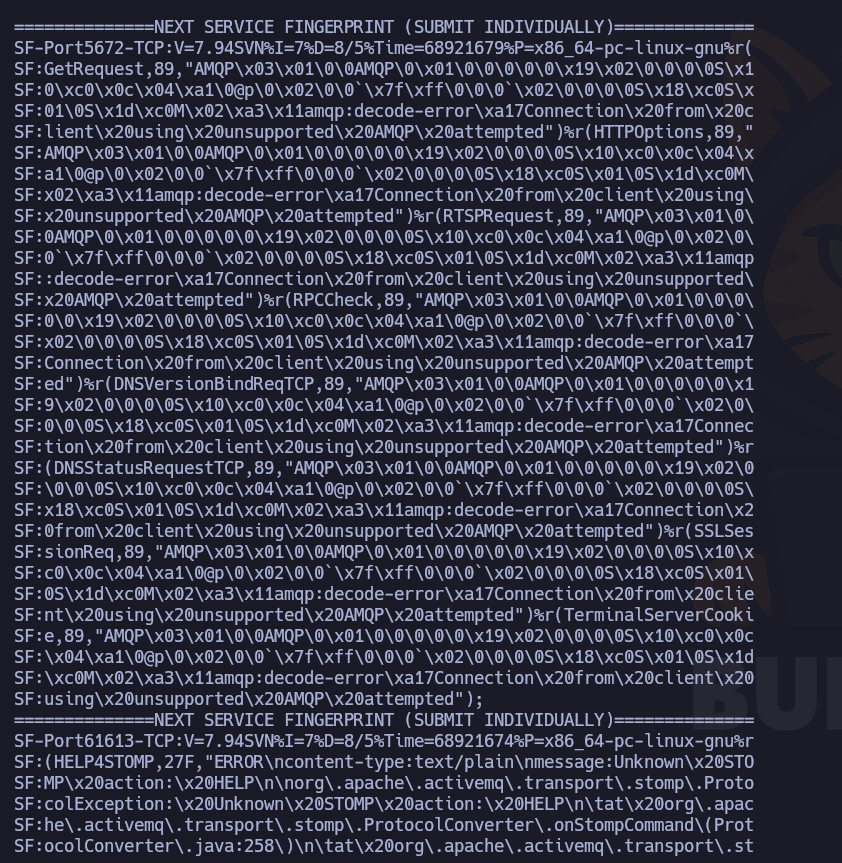 ==============NEXT SERVICE FINGERPRINT (SUBMIT INDIVIDUALLY)==============
SF-Port5672-TCP:V=7.94SVN%I=7%D=8/5%Time=68921679%P=x86_64-pc-linux-gnu%r(
SF:GetRequest,89,"AMQP\x03\x01\0\0AMQP\0\x01\0\0\0\0\0\x19\x02\0\0\0\0S\x1
SF:0\xc0\x0c\x04\xa1\0@p\0\x02\0\0`\x7f\xff\0\0\0`\x02\0\0\0\0S\x18\xc0S\x
SF:01\0S\x1d\xc0M\x02\xa3\x11amqp:decode-error\xa17Connection\x20from\x20c
SF:lient\x20using\x20unsupported\x20AMQP\x20attempted")%r(HTTPOptions,89,"
SF:AMQP\x03\x01\0\0AMQP\0\x01\0\0\0\0\0\x19\x02\0\0\0\0S\x10\xc0\x0c\x04\x
SF:a1\0@p\0\x02\0\0`\x7f\xff\0\0\0`\x02\0\0\0\0S\x18\xc0S\x01\0S\x1d\xc0M\
SF:x02\xa3\x11amqp:decode-error\xa17Connection\x20from\x20client\x20using\
SF:x20unsupported\x20AMQP\x20attempted")%r(RTSPRequest,89,"AMQP\x03\x01\0\
SF:0AMQP\0\x01\0\0\0\0\0\x19\x02\0\0\0\0S\x10\xc0\x0c\x04\xa1\0@p\0\x02\0\
SF:0`\x7f\xff\0\0\0`\x02\0\0\0\0S\x18\xc0S\x01\0S\x1d\xc0M\x02\xa3\x11amqp
SF::decode-error\xa17Connection\x20from\x20client\x20using\x20unsupported\
SF:x20AMQP\x20attempted")%r(RPCCheck,89,"AMQP\x03\x01\0\0AMQP\0\x01\0\0\0\
SF:0\0\x19\x02\0\0\0\0S\x10\xc0\x0c\x04\xa1\0@p\0\x02\0\0`\x7f\xff\0\0\0`\
SF:x02\0\0\0\0S\x18\xc0S\x01\0S\x1d\xc0M\x02\xa3\x11amqp:decode-error\xa17
SF:Connection\x20from\x20client\x20using\x20unsupported\x20AMQP\x20attempt
SF:ed")%r(DNSVersionBindReqTCP,89,"AMQP\x03\x01\0\0AMQP\0\x01\0\0\0\0\0\x1
SF:9\x02\0\0\0\0S\x10\xc0\x0c\x04\xa1\0@p\0\x02\0\0`\x7f\xff\0\0\0`\x02\0\
SF:0\0\0S\x18\xc0S\x01\0S\x1d\xc0M\x02\xa3\x11amqp:decode-error\xa17Connec
SF:tion\x20from\x20client\x20using\x20unsupported\x20AMQP\x20attempted")%r
SF:(DNSStatusRequestTCP,89,"AMQP\x03\x01\0\0AMQP\0\x01\0\0\0\0\0\x19\x02\0
SF:\0\0\0S\x10\xc0\x0c\x04\xa1\0@p\0\x02\0\0`\x7f\xff\0\0\0`\x02\0\0\0\0S\
SF:x18\xc0S\x01\0S\x1d\xc0M\x02\xa3\x11amqp:decode-error\xa17Connection\x2
SF:0from\x20client\x20using\x20unsupported\x20AMQP\x20attempted")%r(SSLSes
SF:sionReq,89,"AMQP\x03\x01\0\0AMQP\0\x01\0\0\0\0\0\x19\x02\0\0\0\0S\x10\x
SF:c0\x0c\x04\xa1\0@p\0\x02\0\0`\x7f\xff\0\0\0`\x02\0\0\0\0S\x18\xc0S\x01\
SF:0S\x1d\xc0M\x02\xa3\x11amqp:decode-error\xa17Connection\x20from\x20clie
SF:nt\x20using\x20unsupported\x20AMQP\x20attempted")%r(TerminalServerCooki
SF:e,89,"AMQP\x03\x01\0\0AMQP\0\x01\0\0\0\0\0\x19\x02\0\0\0\0S\x10\xc0\x0c
SF:\x04\xa1\0@p\0\x02\0\0`\x7f\xff\0\0\0`\x02\0\0\0\0S\x18\xc0S\x01\0S\x1d
SF:\xc0M\x02\xa3\x11amqp:decode-error\xa17Connection\x20from\x20client\x20
SF:using\x20unsupported\x20AMQP\x20attempted");
==============NEXT SERVICE FINGERPRINT (SUBMIT INDIVIDUALLY)==============
SF-Port61613-TCP:V=7.94SVN%I=7%D=8/5%Time=68921674%P=x86_64-pc-linux-gnu%r
SF:(HELP4STOMP,27F,"ERROR\ncontent-type:text/plain\nmessage:Unknown\x20STO
SF:MP\x20action:\x20HELP\n\norg\.apache\.activemq\.transport\.stomp\.Proto
SF:colException:\x20Unknown\x20STOMP\x20action:\x20HELP\n\tat\x20org\.apac
SF:he\.activemq\.transport\.stomp\.ProtocolConverter\.onStompCommand\(Prot
SF:ocolConverter\.java:258\)\n\tat\x20org\.apache\.activemq\.transport\.st